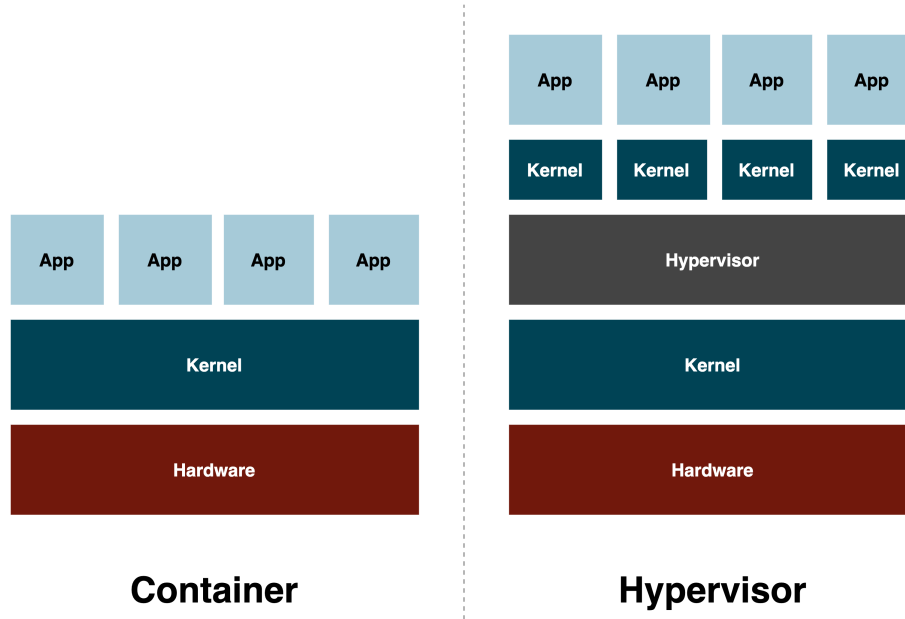 App App App App
Kernel Kernel Kernel Kernel
App App App App
Hypervisor
Kernel
Kernel
Hardware
Hardware
Container
Hypervisor